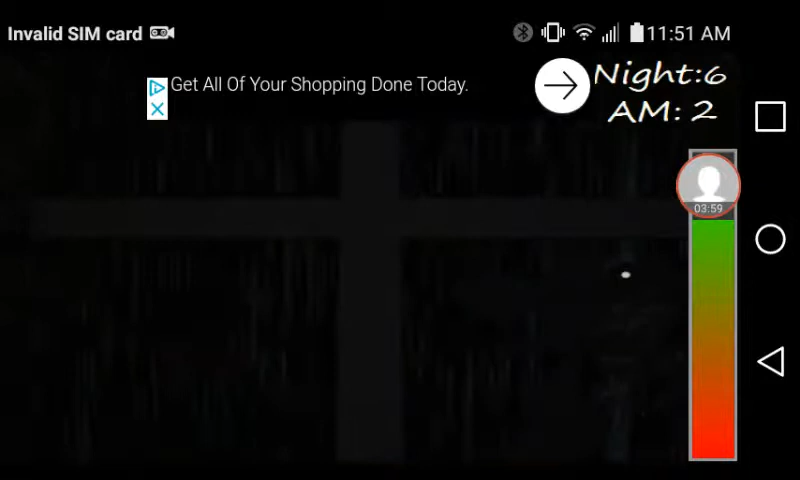 Invalid SIM card
11:51 AM
Get All Of Your Shopping Done Today.
Night:6
AM: 2
03:59